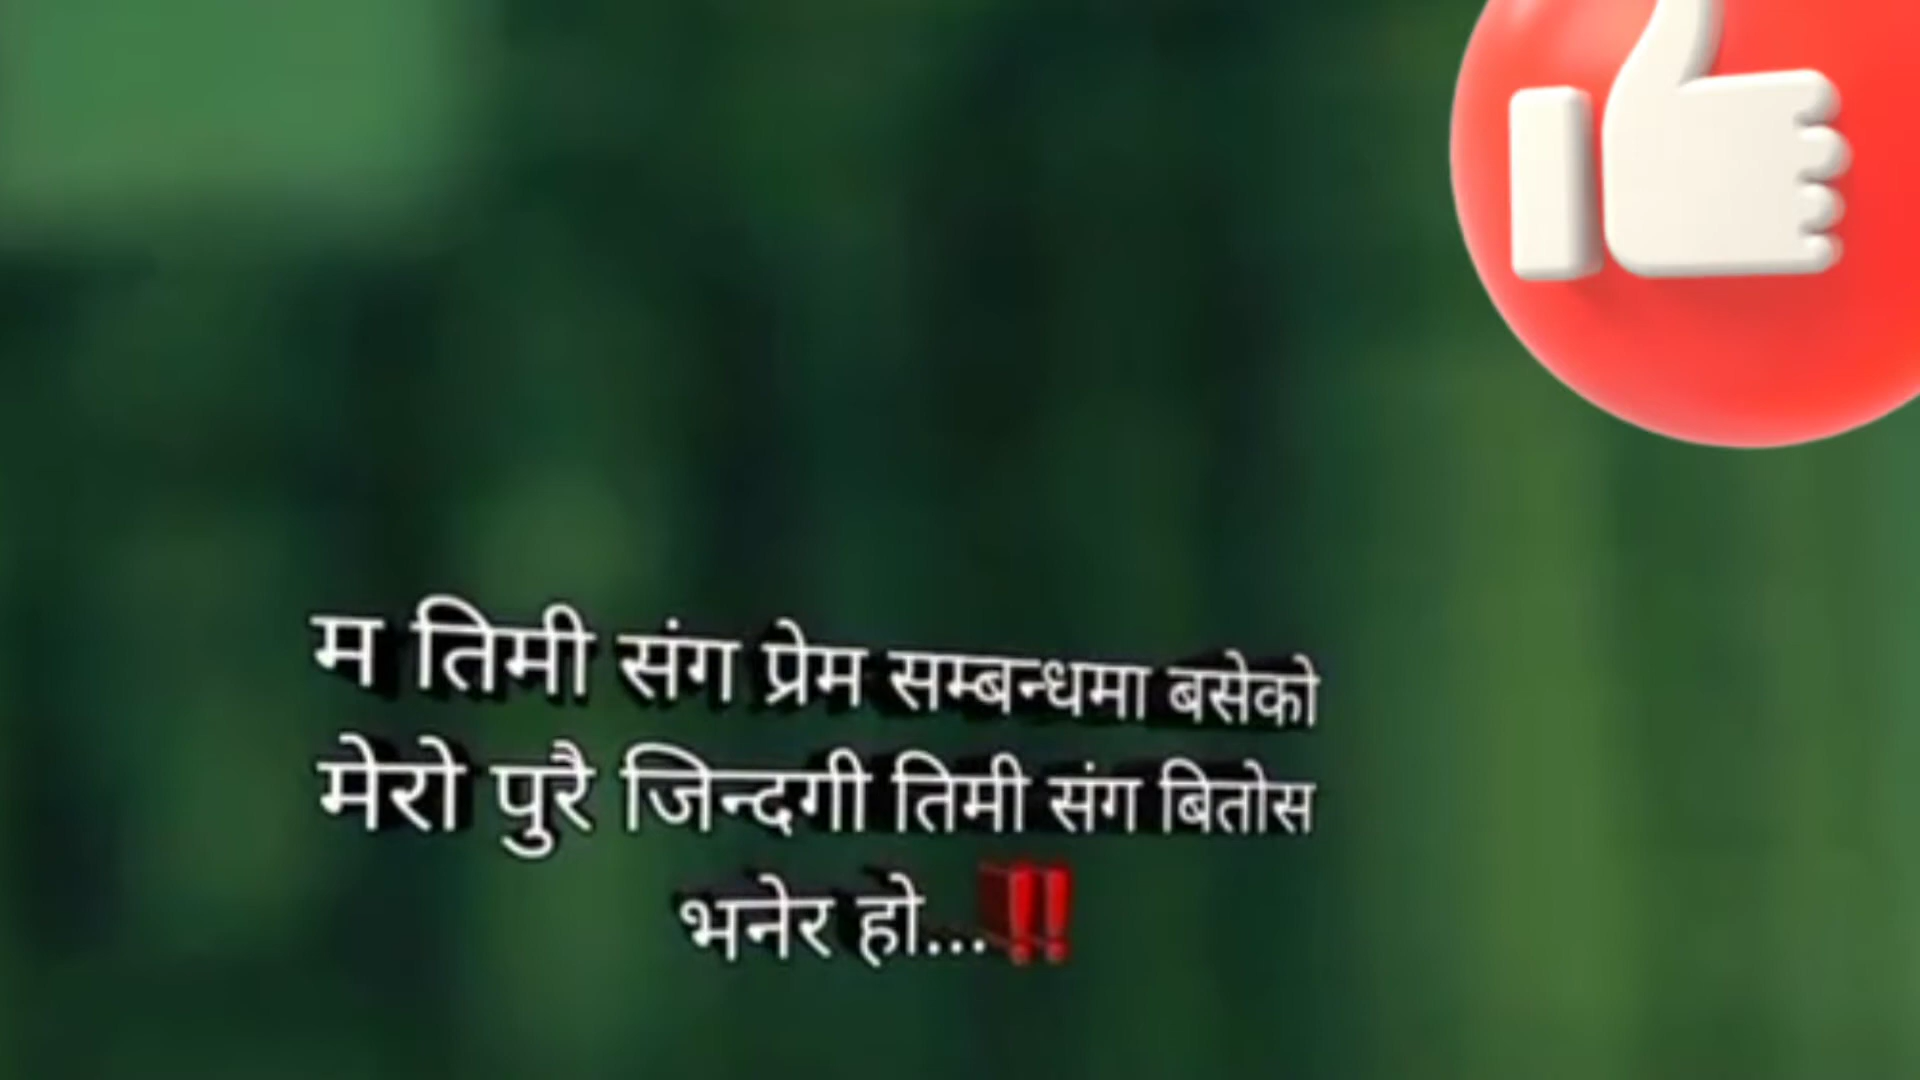 म तिमी संग प्रेम सम्बन्धमा बसेको
मेरो पुरै जिन्दगी तिमी संग बितोस
भनेर हो...‼️